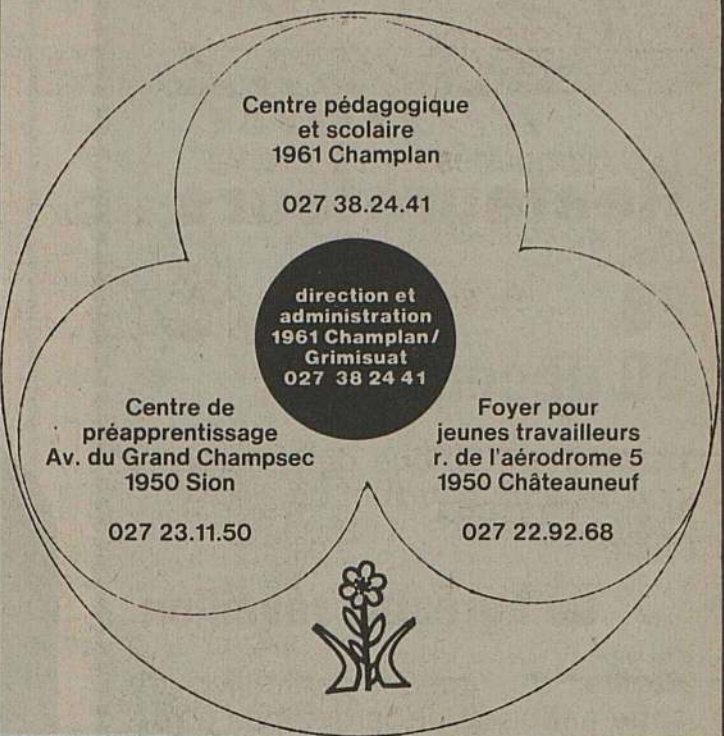 Centre pédagogique
et scolaire
1961 Champlan
027 38.24.41
direction et
administration
1961 Champlan/
Grimisuat
027 38 24 41
Centre de
préapprentissage
Av. du Grand Champsec
1950 Sion
027 23.11.50
Foyer pour
jeunes travailleurs
r. de l'aérodrome 5
1950 Châteauneuf
027 22.92.68